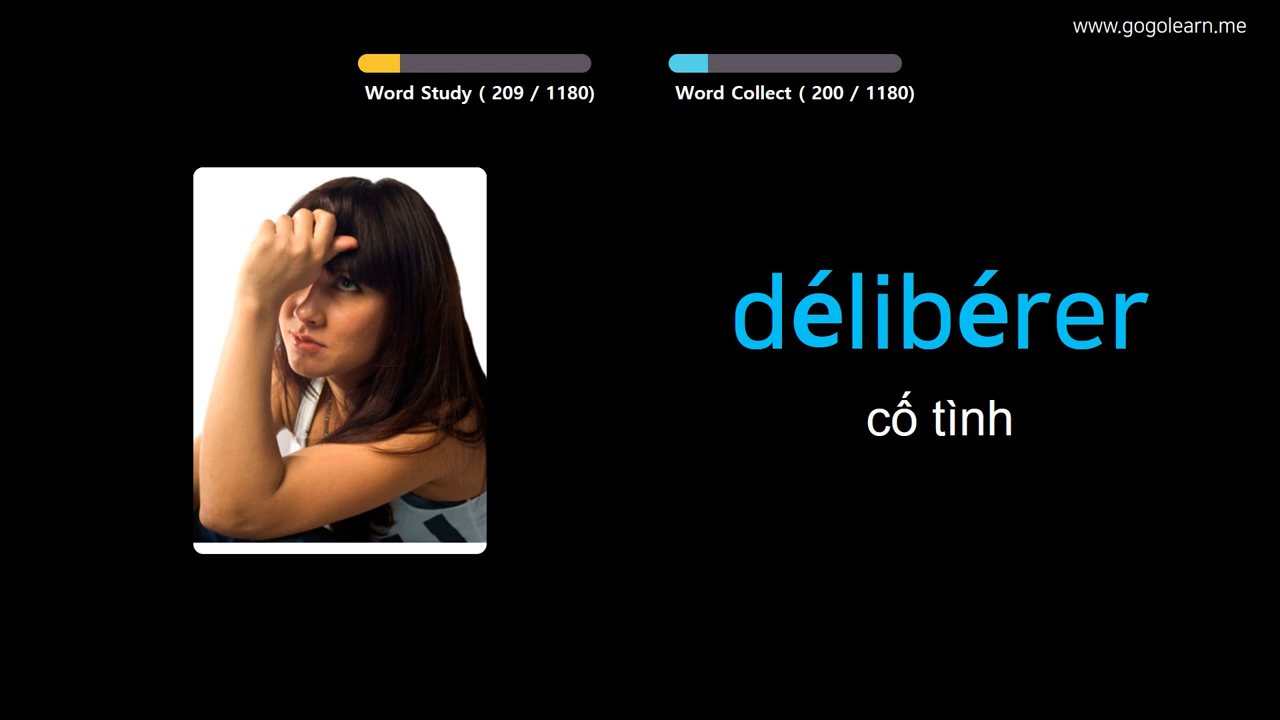 www.gogolearn.me
Word Study ( 209 / 1180)
Word Collect ( 200 / 1180)
délibérer
cố tình